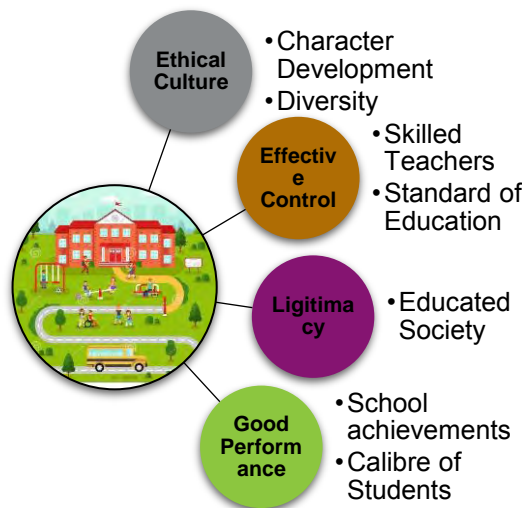 Ethical
Culture
•Character
Development
•Diversity
Effectiv
e
Control
•Skilled
Teachers
•Standard of
Education
Ligitima
cy
•Educated
Society
Good
Perform
ance
•School
achievements
•Calibre of
Students